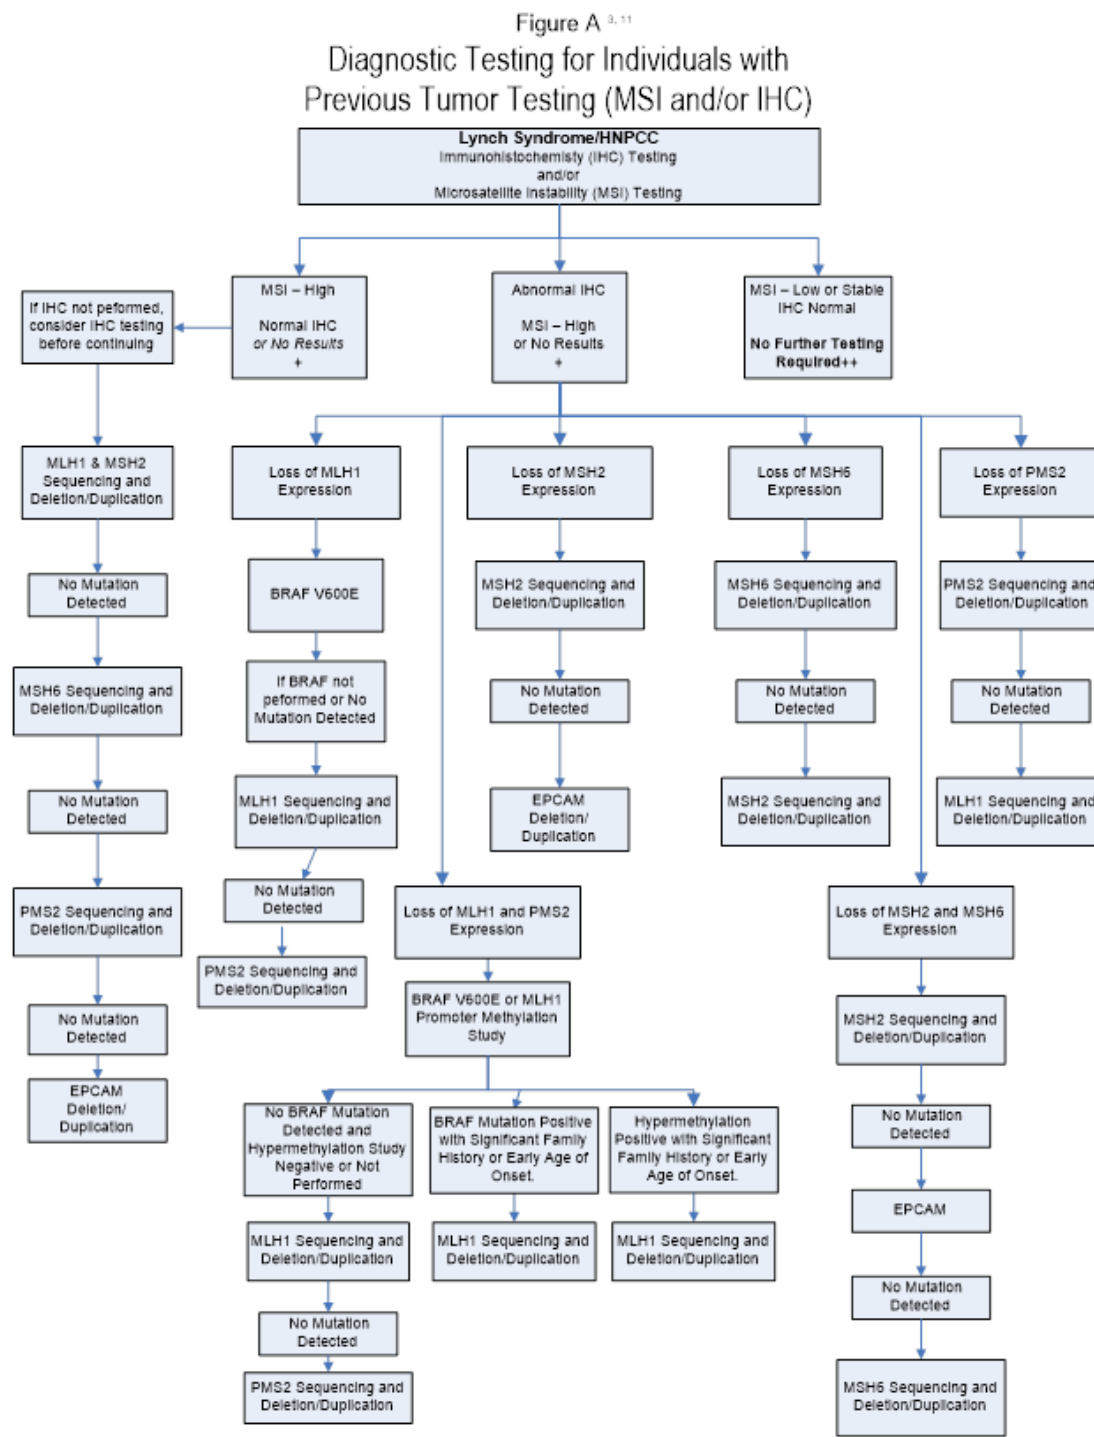 Figure A 3, 11
Diagnostic Testing for Individuals with
Previous Tumor Testing (MSI and/or IHC)
Lynch Syndrome/HNPCC
Immunohistochemisty (IHC) Testing
and/or
Microsatellite Instability (MSI) Testing
If IHC not peformed,
consider IHC testing
before continuing
MSI – High
Normal IHC
or No Results
+
Abnormal IHC
MSI – High
or No Results
+
MSI – Low or Stable
IHC Normal
No Further Testing
Required++
MLH1 & MSH2
Sequencing and
Deletion/Duplication
No Mutation
Detected
MSH6 Sequencing and
Deletion/Duplication
No Mutation
Detected
PMS2 Sequencing and
Deletion/Duplication
No Mutation
Detected
EPCAM
Deletion/
Duplication
Loss of MLH1
Expression
BRAF V600E
If BRAF not
peformed or No
Mutation Detected
MLH1 Sequencing and
Deletion/Duplication
No Mutation
Detected
PMS2 Sequencing and
Deletion/Duplication
Loss of MSH2
Expression
MSH2 Sequencing and
Deletion/Duplication
No Mutation
Detected
EPCAM
Deletion/
Duplication
Loss of MSH6
Expression
MSH6 Sequencing and
Deletion/Duplication
No Mutation
Detected
MSH2 Sequencing and
Deletion/Duplication
Loss of PMS2
Expression
PMS2 Sequencing and
Deletion/Duplication
No Mutation
Detected
MLH1 Sequencing and
Deletion/Duplication
Loss of MLH1 and PMS2
Expression
BRAF V600E or MLH1
Promoter Methylation
Study
No BRAF Mutation
Detected and
Hypermethylation Study
Negative or Not
Performed
MLH1 Sequencing and
Deletion/Duplication
No Mutation
Detected
PMS2 Sequencing and
Deletion/Duplication
BRAF Mutation Positive
with Significant Family
History or Early Age of
Onset.
MLH1 Sequencing and
Deletion/Duplication
Hypermethylation
Positive with Significant
Family History or Early
Age of Onset.
MLH1 Sequencing and
Deletion/Duplication
Loss of MSH2 and MSH6
Expression
MSH2 Sequencing and
Deletion/Duplication
No Mutation
Detected
EPCAM
No Mutation
Detected
MSH6 Sequencing and
Deletion/Duplication